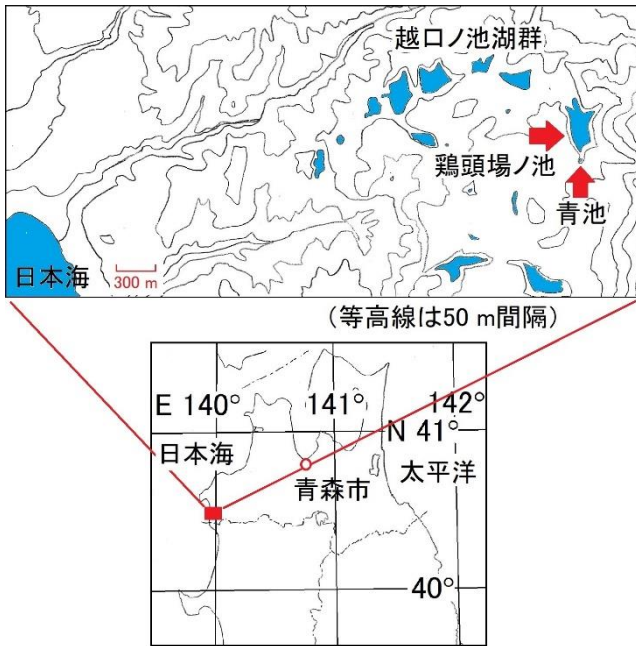 越口ノ池湖群
鶏頭場ノ池
青池
日本海
300 m
(等高線は50 m間隔)
E 140°
141°
142°
N 41°
日本海
太平洋
青森市
40°